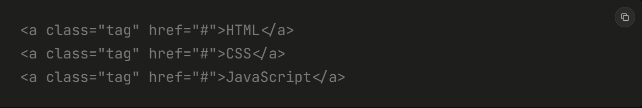 <a class="tag" href="#">HTML</a>
<a class="tag" href="#">CSS</a>
<a class="tag" href="#">JavaScript</a>